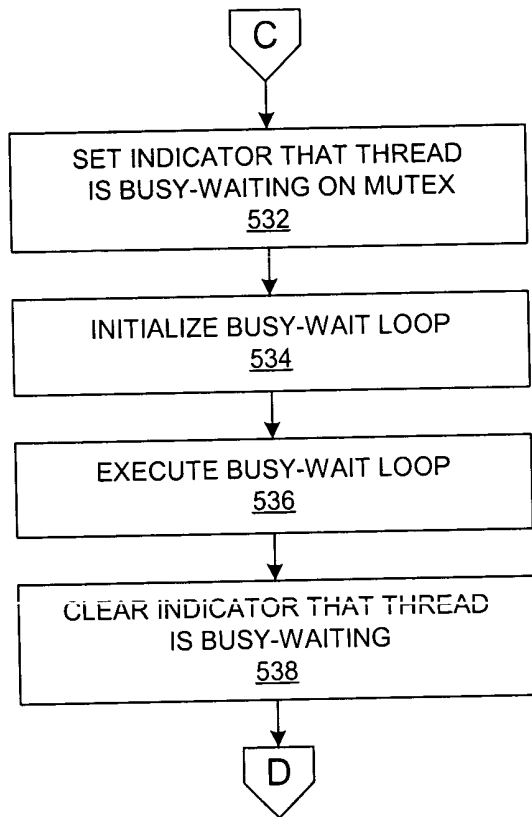 C
SET INDICATOR THAT THREAD
IS BUSY-WAITING ON MUTEX
532
INITIALIZE BUSY-WAIT LOOP
534
EXECUTE BUSY-WAIT LOOP
536
CLEAR INDICATOR THAT THREAD
IS BUSY-WAITING
538
D